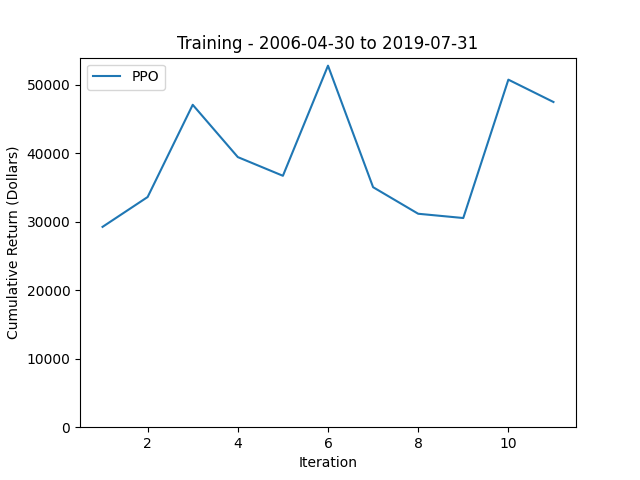 Training - 2006-04-30 to 2019-07-31
PPO
Cumulative Return (Dollars)
50000
40000
30000
20000
10000
0
2 4 6 8 10
Iteration